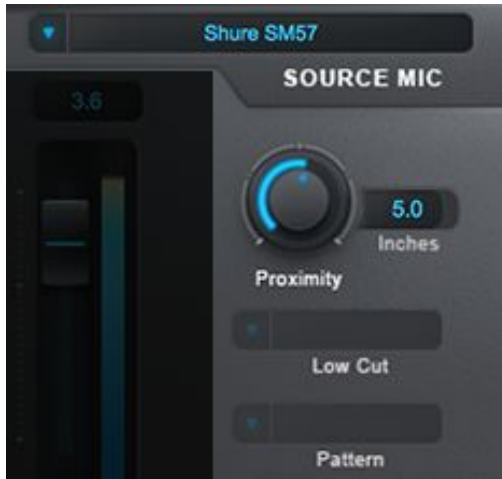 Shure SM57
SOURCE MIC
3.6
5.0
Inches
Proximity
Low Cut
Pattern